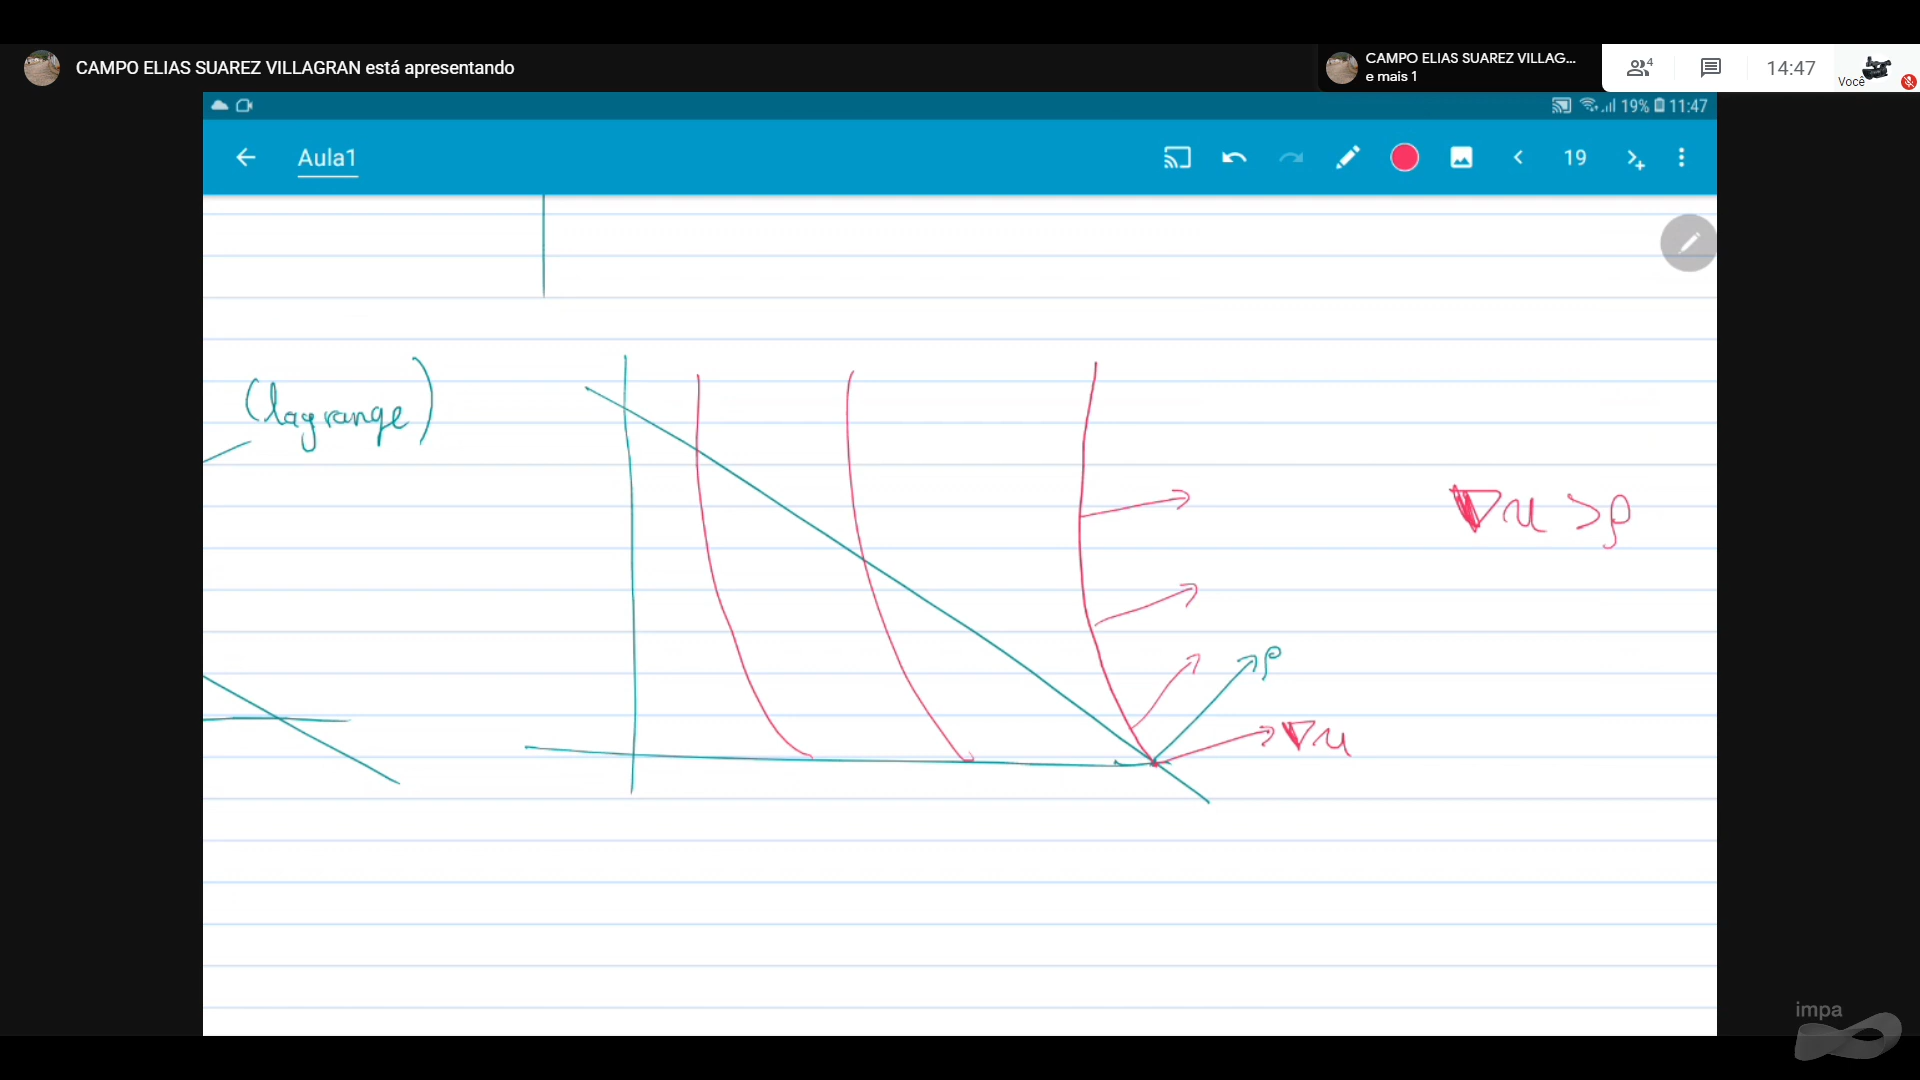 CAMPO ELIAS SUAREZ VILLAGRAN está apresentando
CAMPO ELIAS SUAREZ VILLAG...
e mais 1
4
14:47
Você
19% 11:47
Aula1
19
(lagrange)
∇u > p
p
∇u
impa